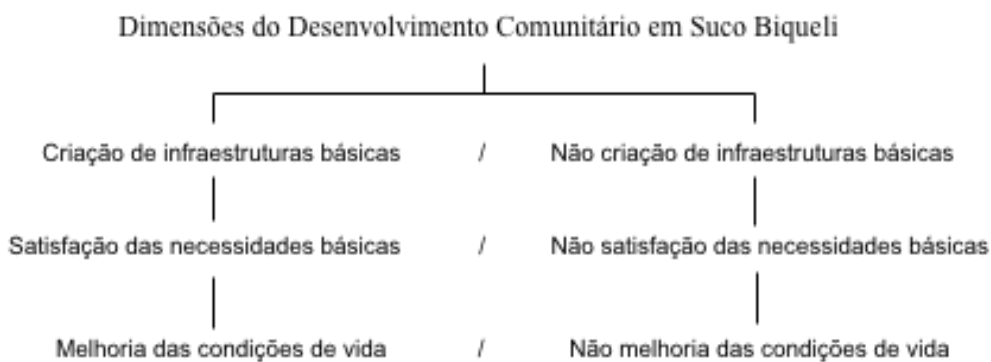 Dimensões do Desenvolvimento Comunitário em Suco Biqueli
Criação de infraestruturas básicas / Não criação de infraestruturas básicas
Satisfação das necessidades básicas / Não satisfação das necessidades básicas
Melhoria das condições de vida / Não melhoria das condições de vida